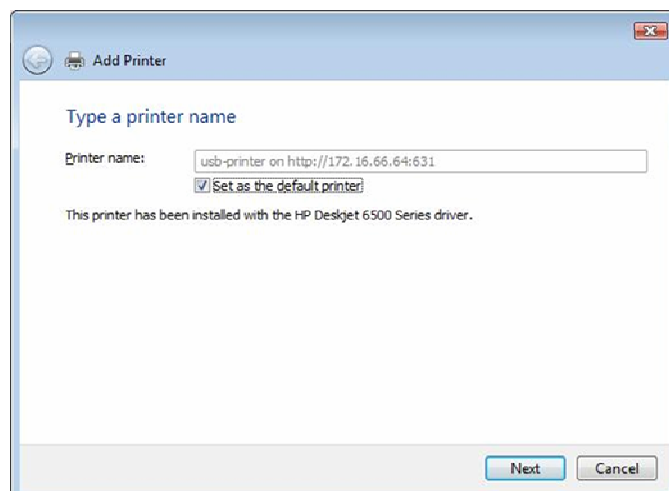 Add Printer
Type a printer name
Printer name:
usb-printer on http://172.16.66.64:631
Set as the default printer
This printer has been installed with the HP Deskjet 6500 Series driver.
Next
Cancel